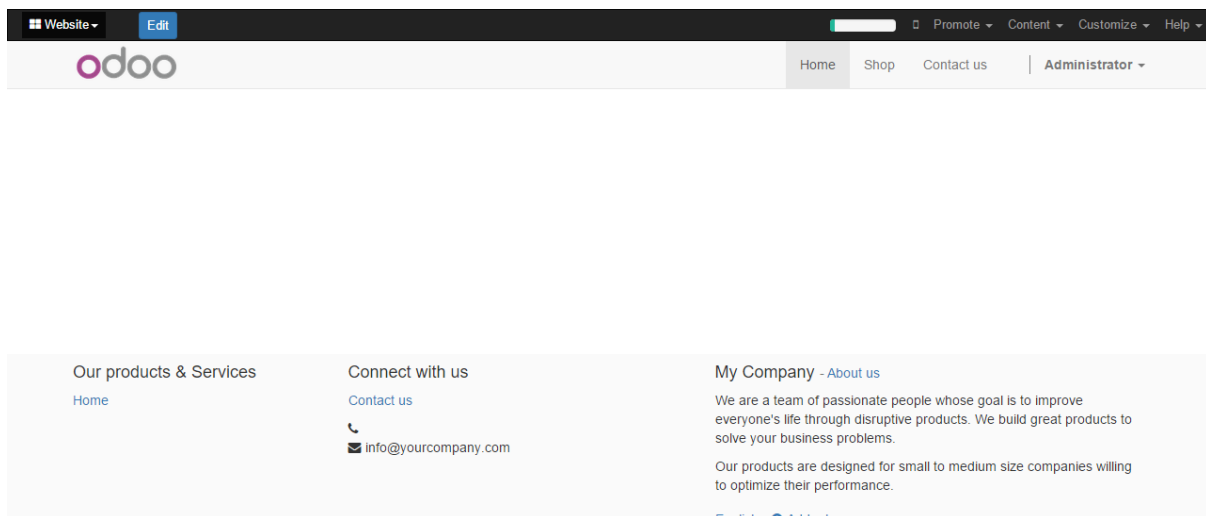 Website
Edit
Promote
Content
Customize
Help
odoo
Home
Shop
Contact us
Administrator
Our products & Services
Home
Connect with us
Contact us
info@yourcompany.com
My Company - About us
We are a team of passionate people whose goal is to improve
everyone's life through disruptive products. We build great products to
solve your business problems.
Our products are designed for small to medium size companies willing
to optimize their performance.